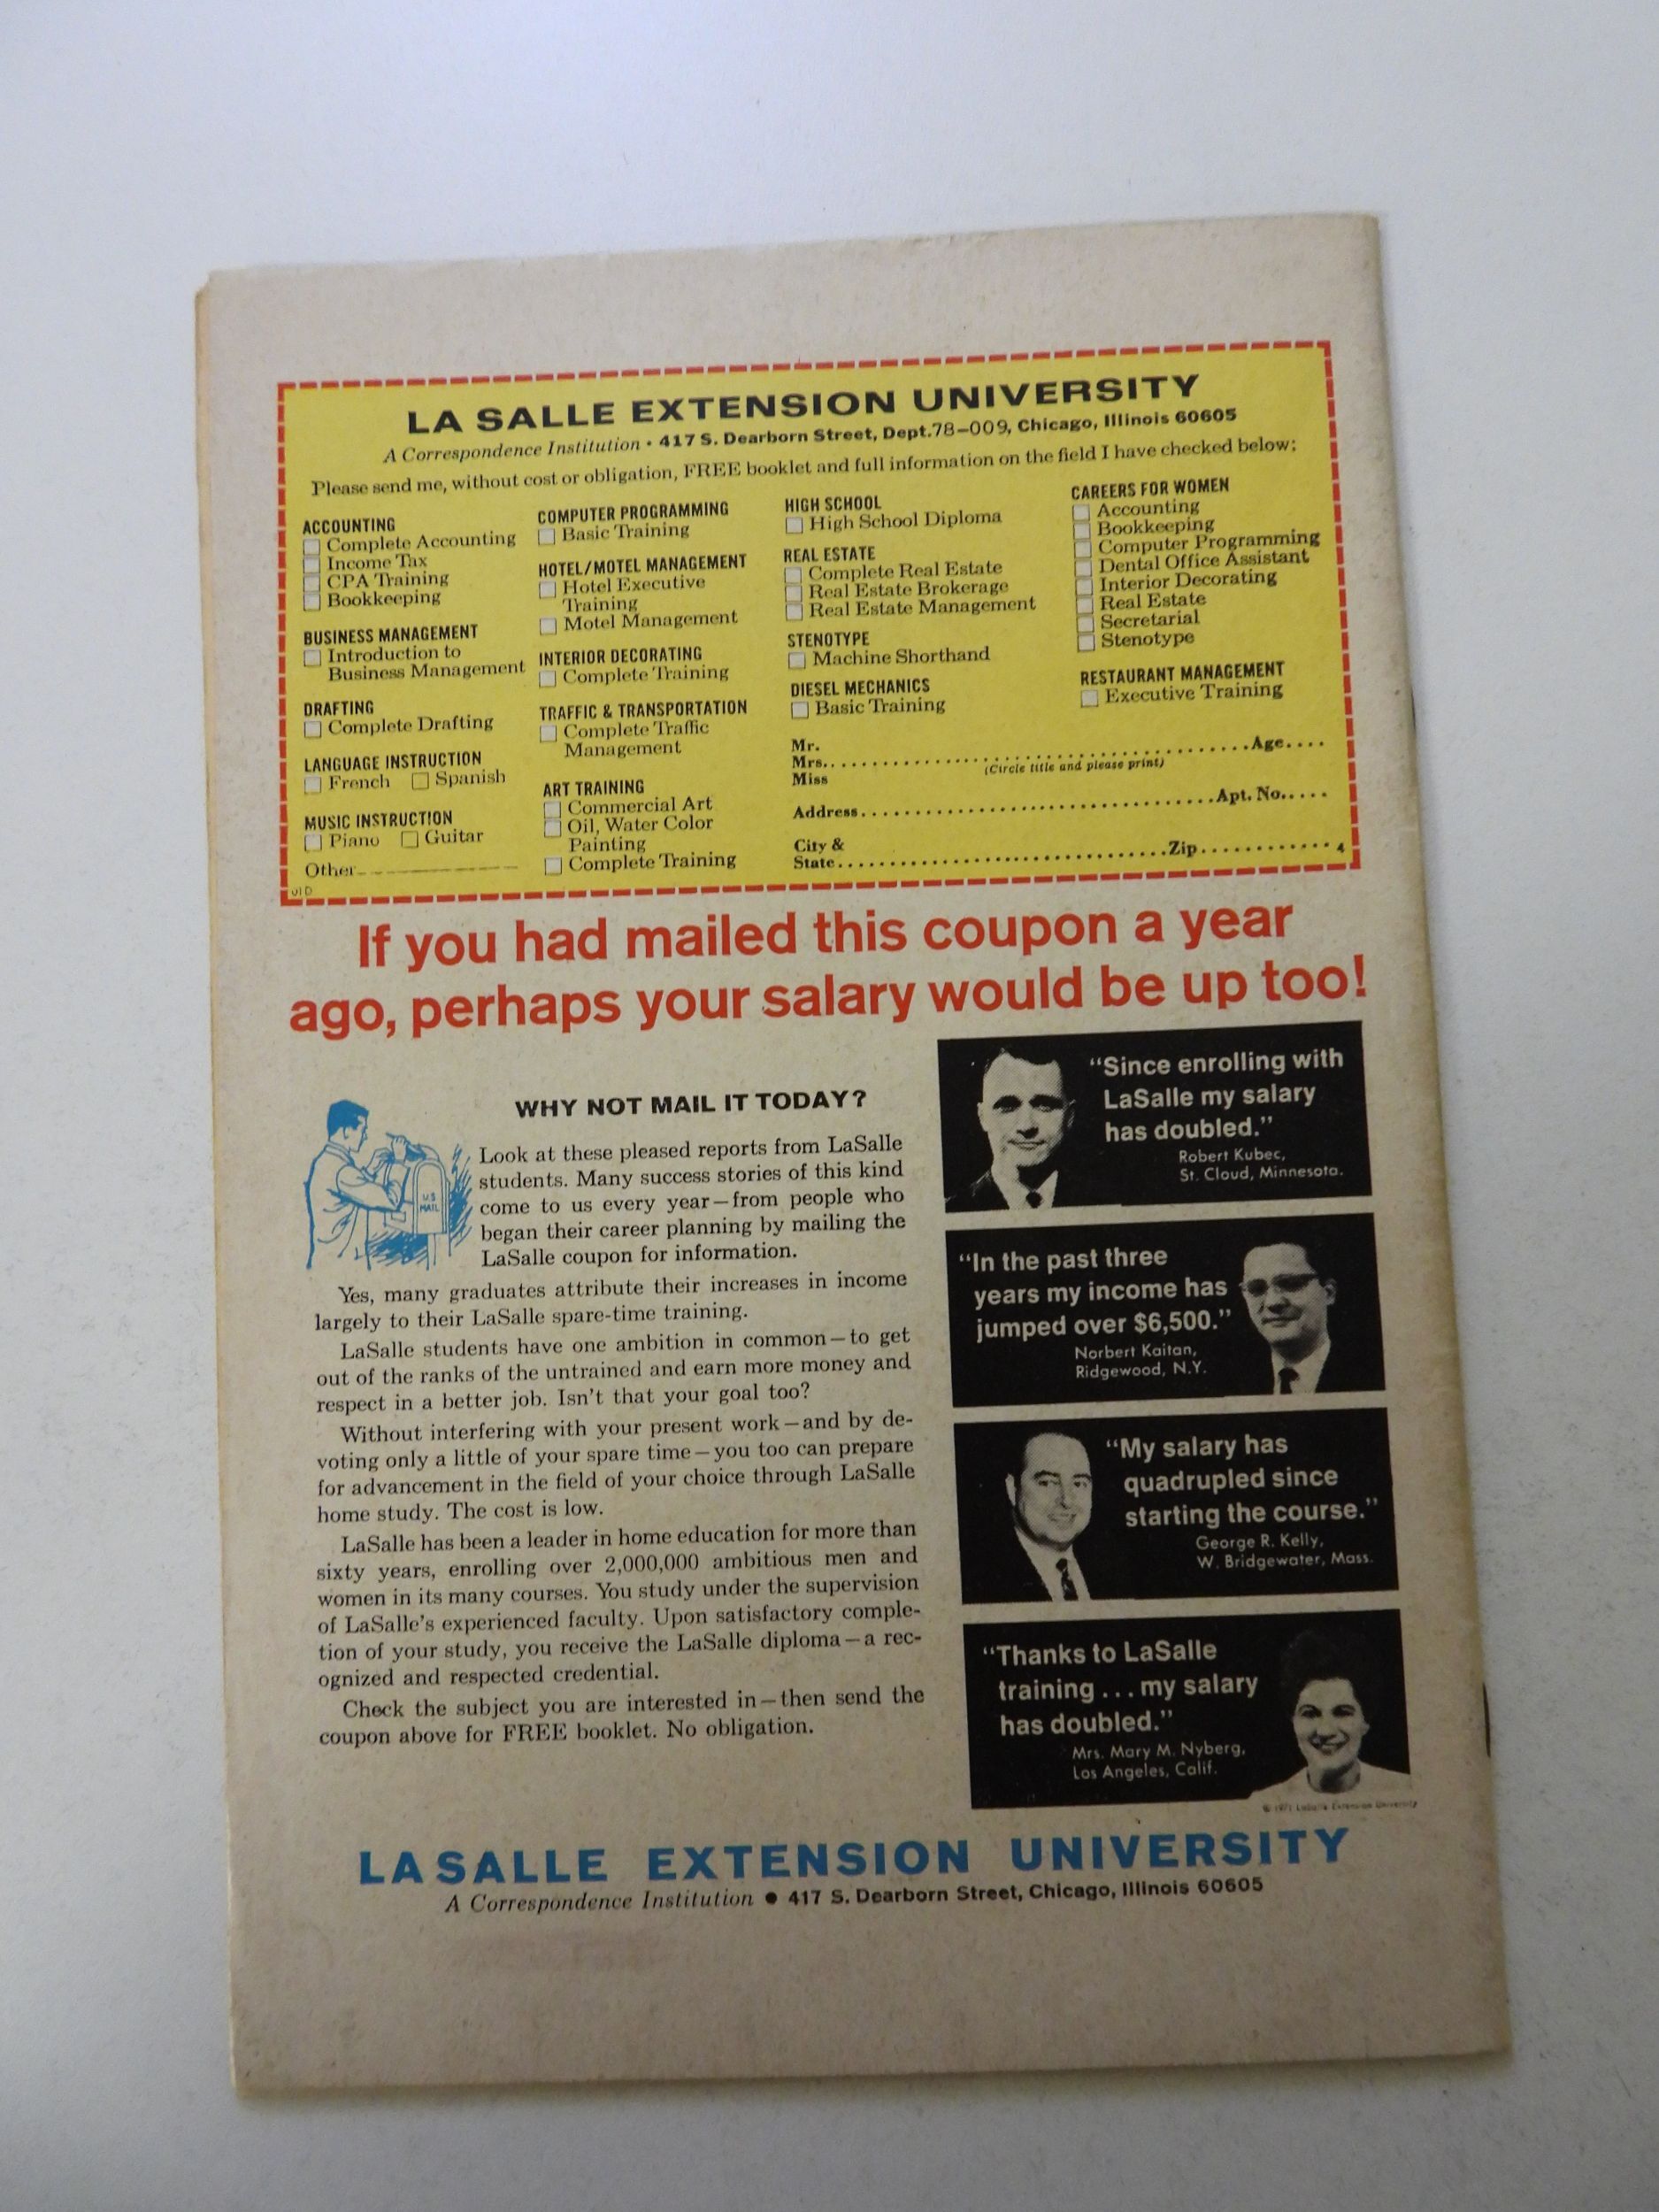 LA SALLE EXTENSION UNIVERSITY
A Correspondence Institution • 417 S. Dearborn Street, Dept.78-009, Chicago, Illinois 60605
Please send me, without cost or obligation, FREE booklet and full information on the field I have checked below:
ACCOUNTING
Complete Accounting
Income Tax
CPA Training
Bookkeeping
BUSINESS MANAGEMENT
Introduction to
Business Management
DRAFTING
Complete Drafting
LANGUAGE INSTRUCTION
French Spanish
MUSIC INSTRUCTION
Piano Guitar
Other
01D
COMPUTER PROGRAMMING
Basic Training
HOTEL/MOTEL MANAGEMENT
Hotel Executive
Training
Motel Management
INTERIOR DECORATING
Complete Training
TRAFFIC & TRANSPORTATION
Complete Traffic
Management
ART TRAINING
Commercial Art
Oil, Water Color
Painting
Complete Training
HIGH SCHOOL
High School Diploma
REAL ESTATE
Complete Real Estate
Real Estate Brokerage
Real Estate Management
STENOTYPE
Machine Shorthand
DIESEL MECHANICS
Basic Training
CAREERS FOR WOMEN
Accounting
Bookkeeping
Computer Programming
Dental Office Assistant
Interior Decorating
Real Estate
Secretarial
Stenotype
RESTAURANT MANAGEMENT
Executive Training
Mr.
Mrs. Age
(Circle title and please print)
Miss
Address Apt. No.
City &
State Zip 4
If you had mailed this coupon a year
ago, perhaps your salary would be up too!
WHY NOT MAIL IT TODAY?
U.S.
MAIL
Look at these pleased reports from LaSalle
students. Many success stories of this kind
come to us every year—from people who
began their career planning by mailing the
LaSalle coupon for information.
Yes, many graduates attribute their increases in income
largely to their LaSalle spare-time training.
LaSalle students have one ambition in common—to get
out of the ranks of the untrained and earn more money and
respect in a better job. Isn't that your goal too?
Without interfering with your present work—and by de-
voting only a little of your spare time—you too can prepare
for advancement in the field of your choice through LaSalle
home study. The cost is low.
LaSalle has been a leader in home education for more than
sixty years, enrolling over 2,000,000 ambitious men and
women in its many courses. You study under the supervision
of LaSalle's experienced faculty. Upon satisfactory comple-
tion of your study, you receive the LaSalle diploma—a rec-
ognized and respected credential.
Check the subject you are interested in—then send the
coupon above for FREE booklet. No obligation.
"Since enrolling with
LaSalle my salary
has doubled."
Robert Kubec,
St. Cloud, Minnesota.
"In the past three
years my income has
jumped over $6,500."
Norbert Kaitan,
Ridgewood, N.Y.
"My salary has
quadrupled since
starting the course."
George R. Kelly,
W. Bridgewater, Mass.
"Thanks to LaSalle
training ... my salary
has doubled."
Mrs. Mary M. Nyberg,
Los Angeles, Calif.
© 1971 LaSalle Extension University
LASALLE EXTENSION UNIVERSITY
A Correspondence Institution • 417 S. Dearborn Street, Chicago, Illinois 60605